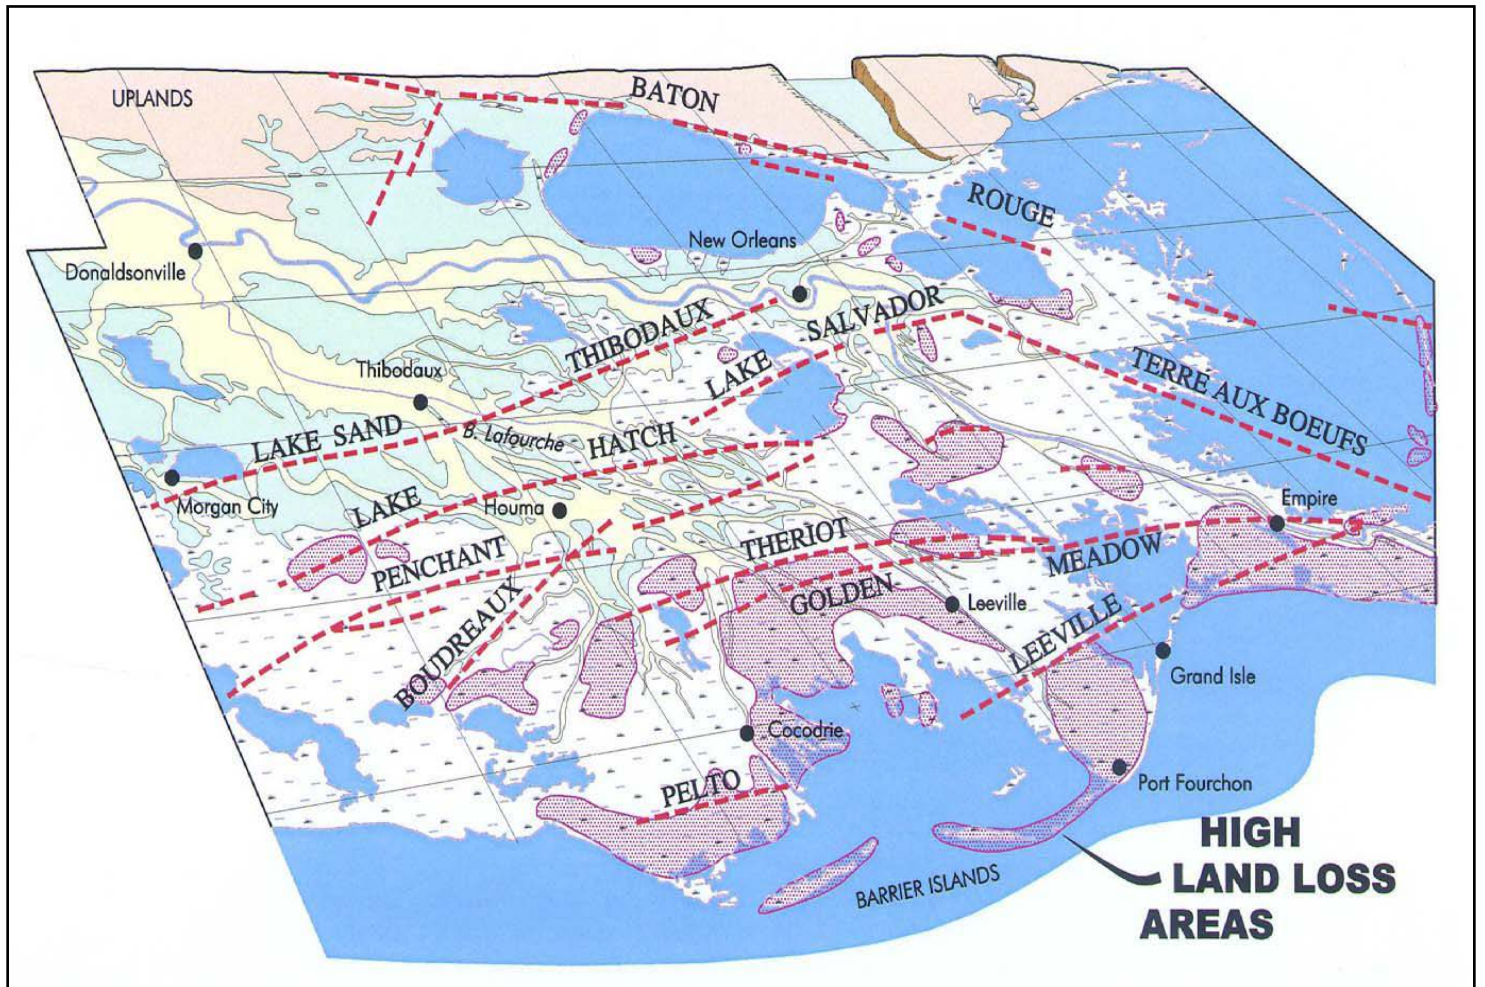 UPLANDS
BATON
ROUGE
New Orleans
Donaldsonville
SALVADOR
THIBODAUX
LAKE
TERRE AUX BOEUFS
Thibodaux
LAKE SAND
B. Lafourche
HATCH
LAKE
Morgan City
Houma
Empire
PENCHANT
THERIOT
MEADOW
GOLDEN
Leeville
BOUDREAUX
LEEVILLE
Grand Isle
Cocodrie
PELTO
Port Fourchon
BARRIER ISLANDS
HIGH
LAND LOSS
AREAS